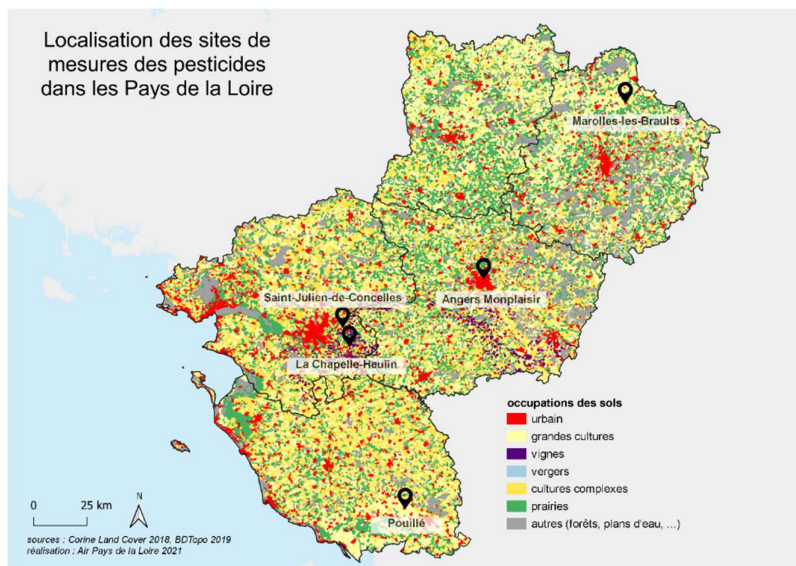 Localisation des sites de
mesures des pesticides
dans les Pays de la Loire
Marolles-les-Braults
Saint-Julien-de-Concelles
Angers Monplaisir
La Chapelle-Heulin
Pouillé
occupations des sols
urbain
grandes cultures
vignes
vergers
cultures complexes
prairies
autres (forêts, plans d'eau, ...)
0 25 km
N
sources : Corine Land Cover 2018, BDTopo 2019
réalisation : Air Pays de la Loire 2021